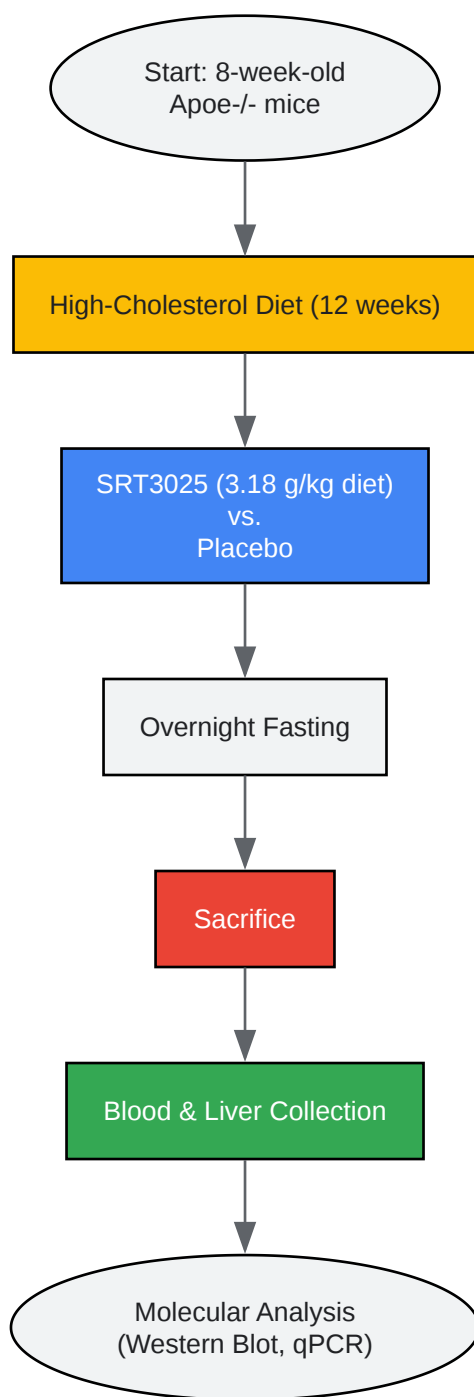 Start: 8-week-old
Apoe-/- mice
High-Cholesterol Diet (12 weeks)
SRT3025 (3.18 g/kg diet)
vs.
Placebo
Overnight Fasting
Sacrifice
Blood & Liver Collection
Molecular Analysis
(Western Blot, qPCR)